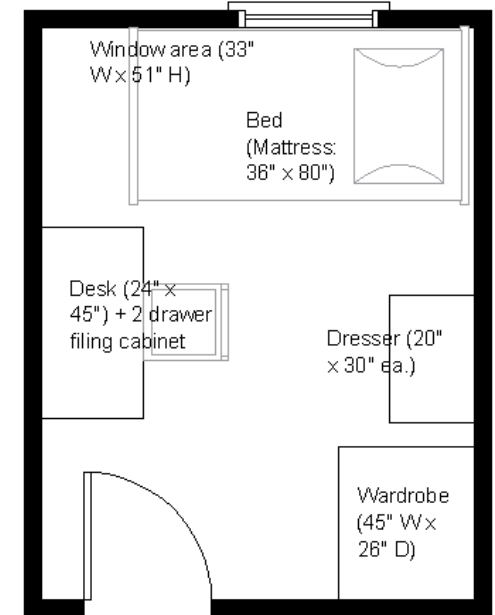 Window area (33"
W x 51" H)
Bed
(Mattress:
36" x 80")
Desk (24" x
45") + 2 drawer
filing cabinet
Dresser (20"
x 30" ea.)
Wardrobe
(45" W x
26" D)